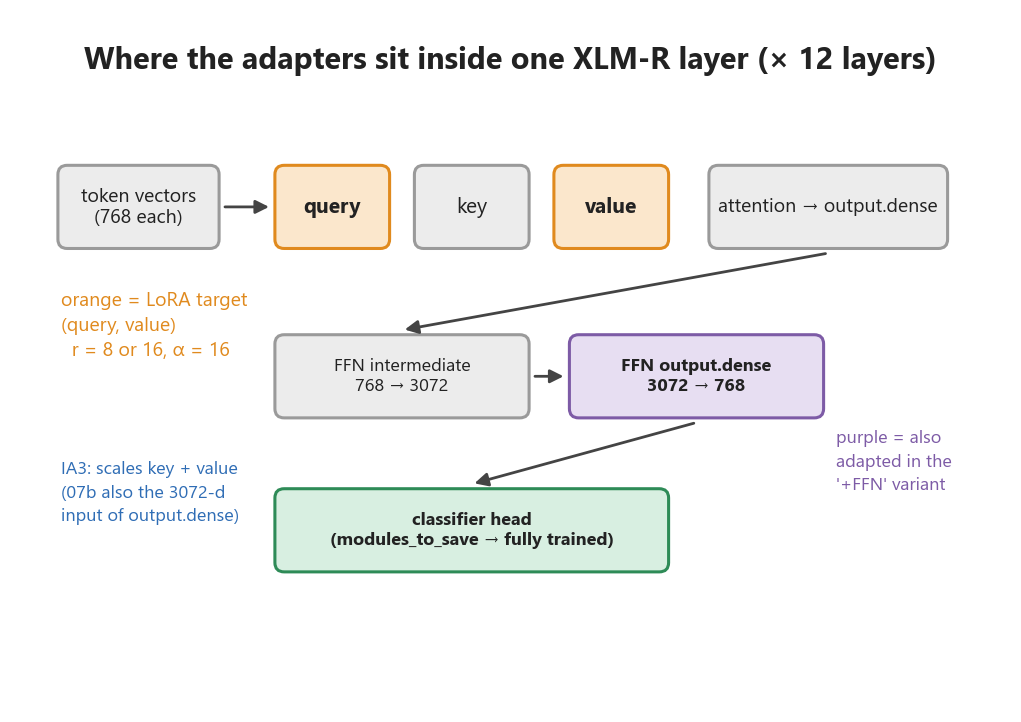 Where the adapters sit inside one XLM-R layer (× 12 layers)
token vectors
(768 each)
query
key
value
attention → output.dense
orange = LoRA target
(query, value)
r = 8 or 16, α = 16
FFN intermediate
768 → 3072
FFN output.dense
3072 → 768
purple = also
adapted in the
'+FFN' variant
IA3: scales key + value
(07b also the 3072-d
input of output.dense)
classifier head
(modules_to_save → fully trained)